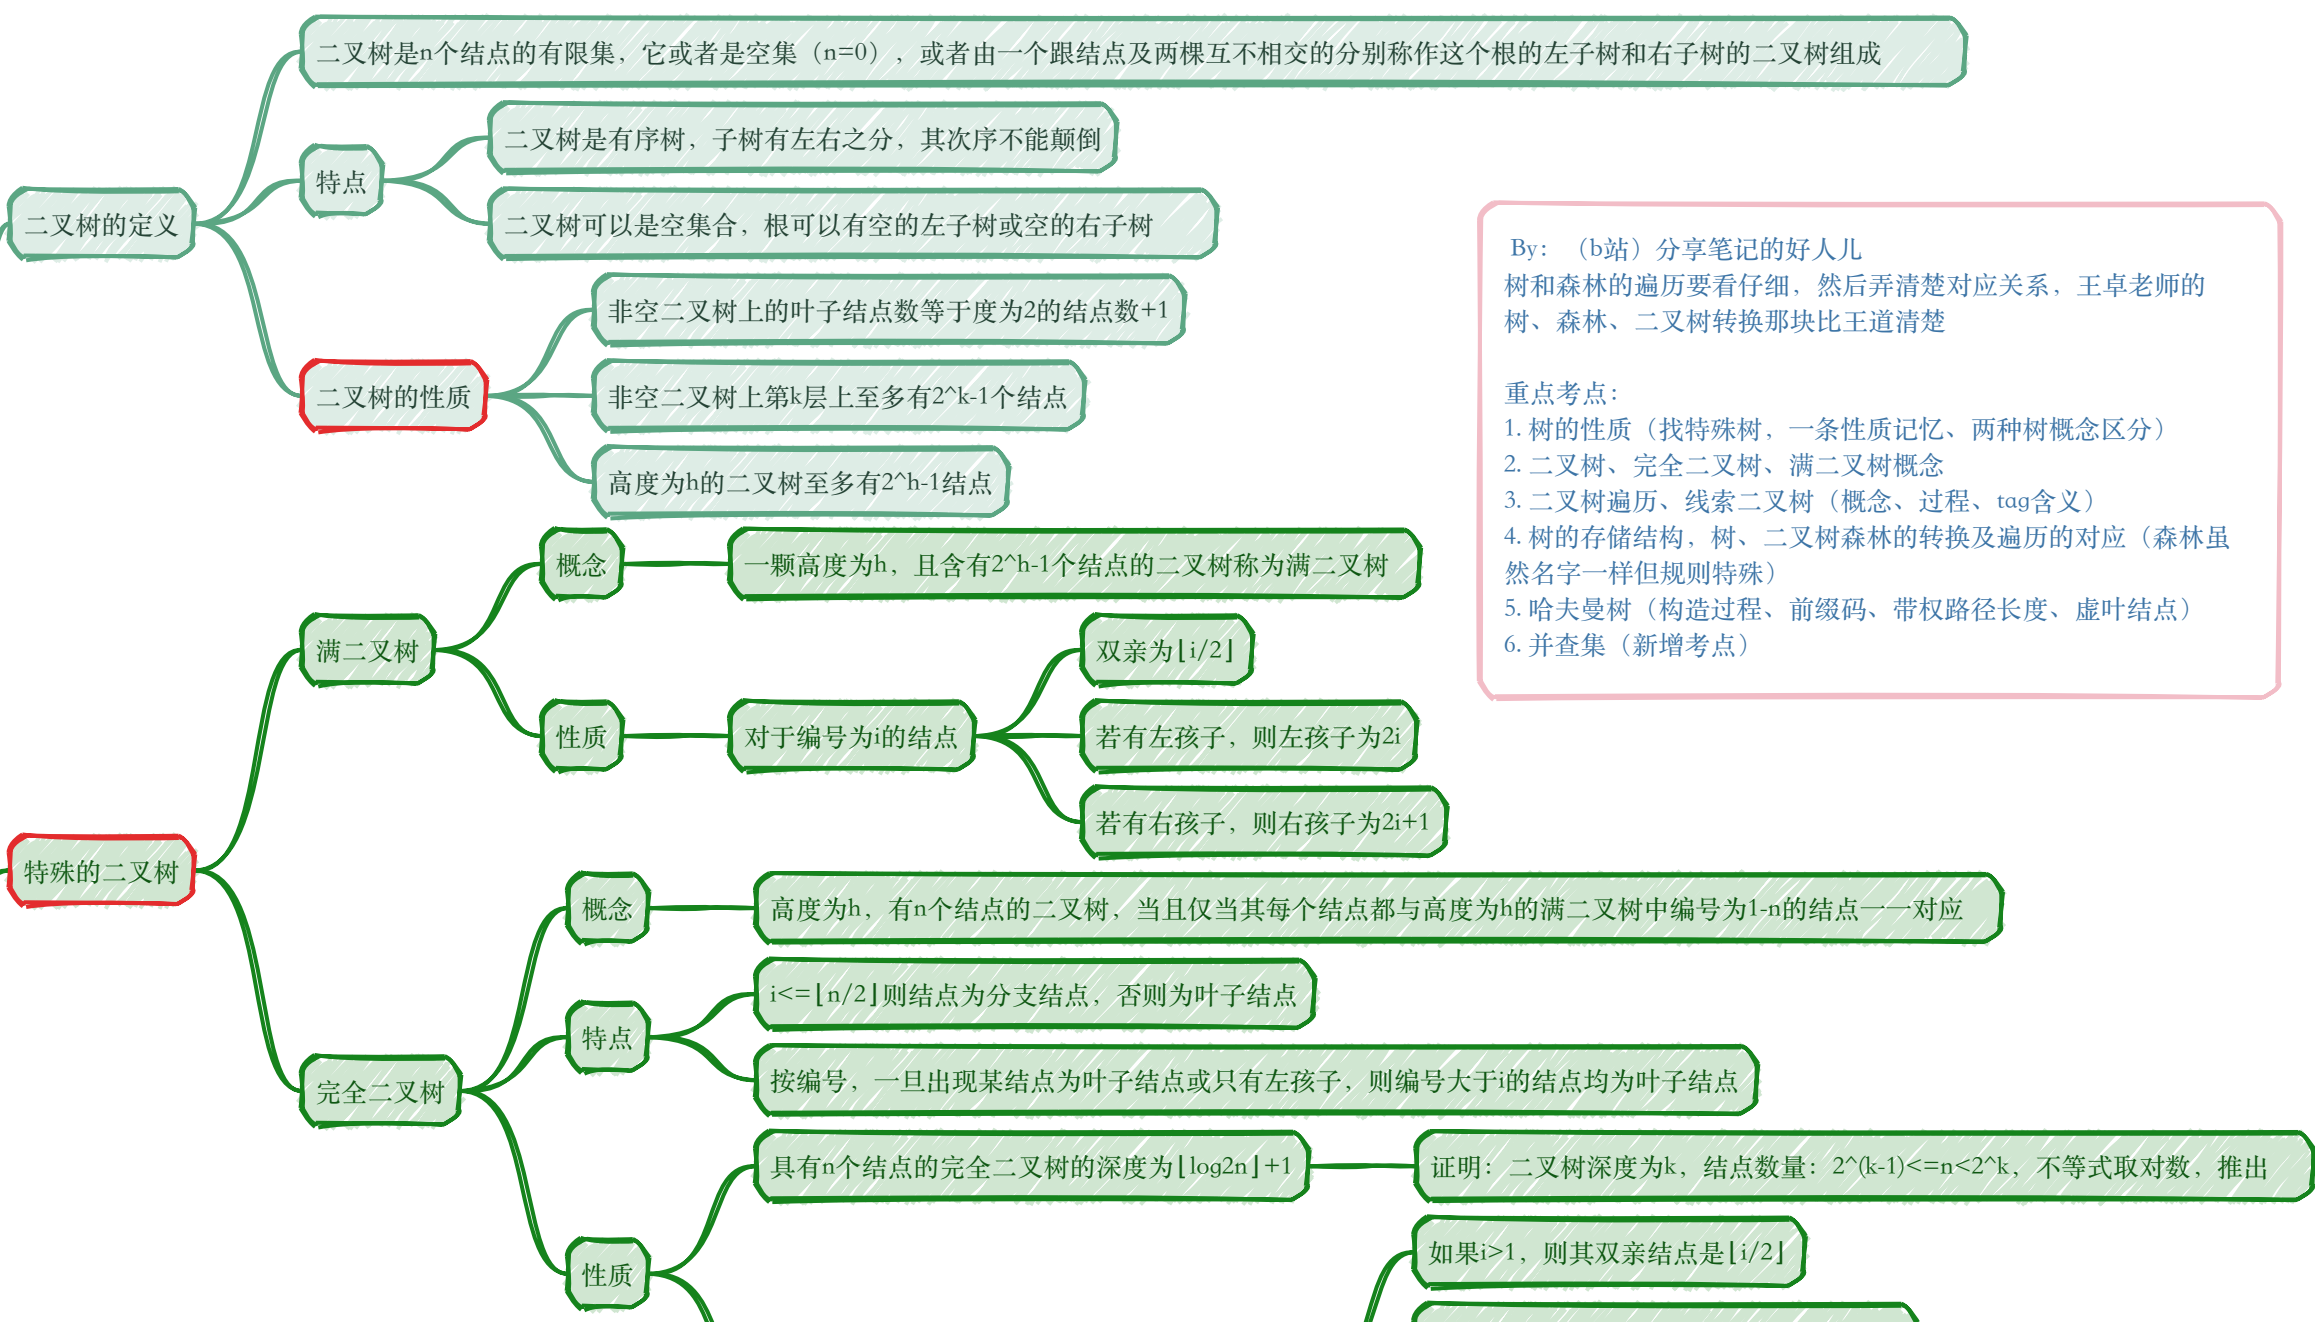 二叉树是n个结点的有限集，它或者是空集（n=0），或者由一个跟结点及两棵互不相交的分别称作这个根的左子树和右子树的二叉树组成
二叉树是有序树，子树有左右之分，其次序不能颠倒
特点
二叉树可以是空集合，根可以有空的左子树或空的右子树
二叉树的定义
非空二叉树上的叶子结点数等于度为2的结点数+1
二叉树的性质
非空二叉树上第k层上至多有2^k-1个结点
高度为h的二叉树至多有2^h-1结点
By：（b站）分享笔记的好人儿
树和森林的遍历要看仔细，然后弄清楚对应关系，王卓老师的
树、森林、二叉树转换那块比王道清楚
重点考点：
1. 树的性质（找特殊树，一条性质记忆、两种树概念区分）
2. 二叉树、完全二叉树、满二叉树概念
3. 二叉树遍历、线索二叉树（概念、过程、tag含义）
4. 树的存储结构，树、二叉树森林的转换及遍历的对应（森林虽
然名字一样但规则特殊）
5. 哈夫曼树（构造过程、前缀码、带权路径长度、虚叶结点）
6. 并查集（新增考点）
概念
一颗高度为h，且含有2^h-1个结点的二叉树称为满二叉树
满二叉树
双亲为⌊i/2⌋
性质
对于编号为i的结点
若有左孩子，则左孩子为2i
若有右孩子，则右孩子为2i+1
特殊的二叉树
概念
高度为h，有n个结点的二叉树，当且仅当其每个结点都与高度为h的满二叉树中编号为1-n的结点一一对应
i<=⌊n/2⌋则结点为分支结点，否则为叶子结点
特点
按编号，一旦出现某结点为叶子结点或只有左孩子，则编号大于i的结点均为叶子结点
完全二叉树
具有n个结点的完全二叉树的深度为⌊log2n⌋+1
证明：二叉树深度为k，结点数量：2^(k-1)<=n<2^k，不等式取对数，推出
性质
如果i>1，则其双亲结点是⌊i/2⌋